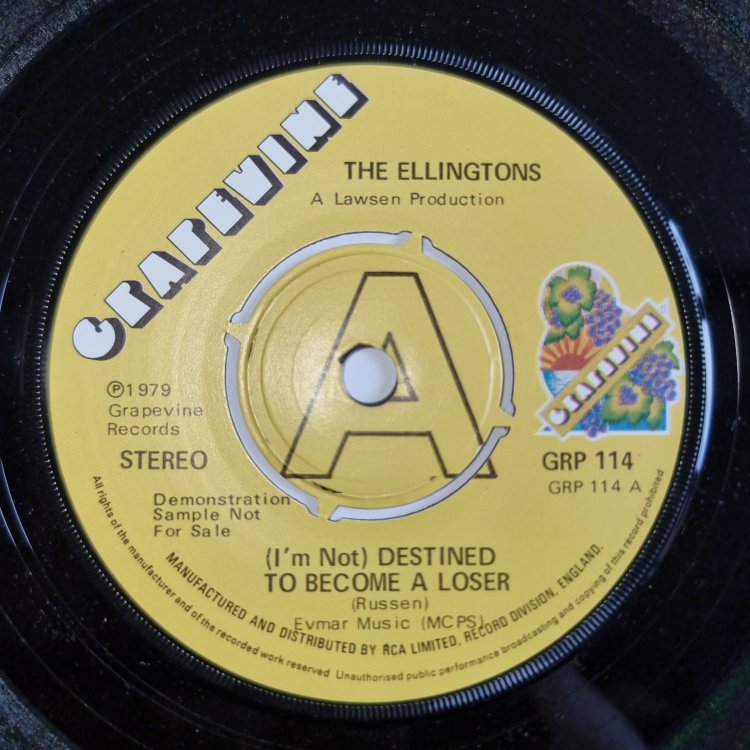 GRAPEVINE
THE ELLINGTONS
A Lawsen Production
A
GRAPEVINE
℗1979
Grapevine
Records
STEREO
GRP 114
GRP 114 A
Demonstration
Sample Not
For Sale
(I'm Not) DESTINED
TO BECOME A LOSER
(Russen)
Evmar Music (MCPS)
MANUFACTURED AND DISTRIBUTED BY RCA LIMITED, RECORD DIVISION, ENGLAND.
All rights of the manufacturer and of the owner of the recorded work reserved Unauthorised public performance broadcasting and copying of this record prohibited